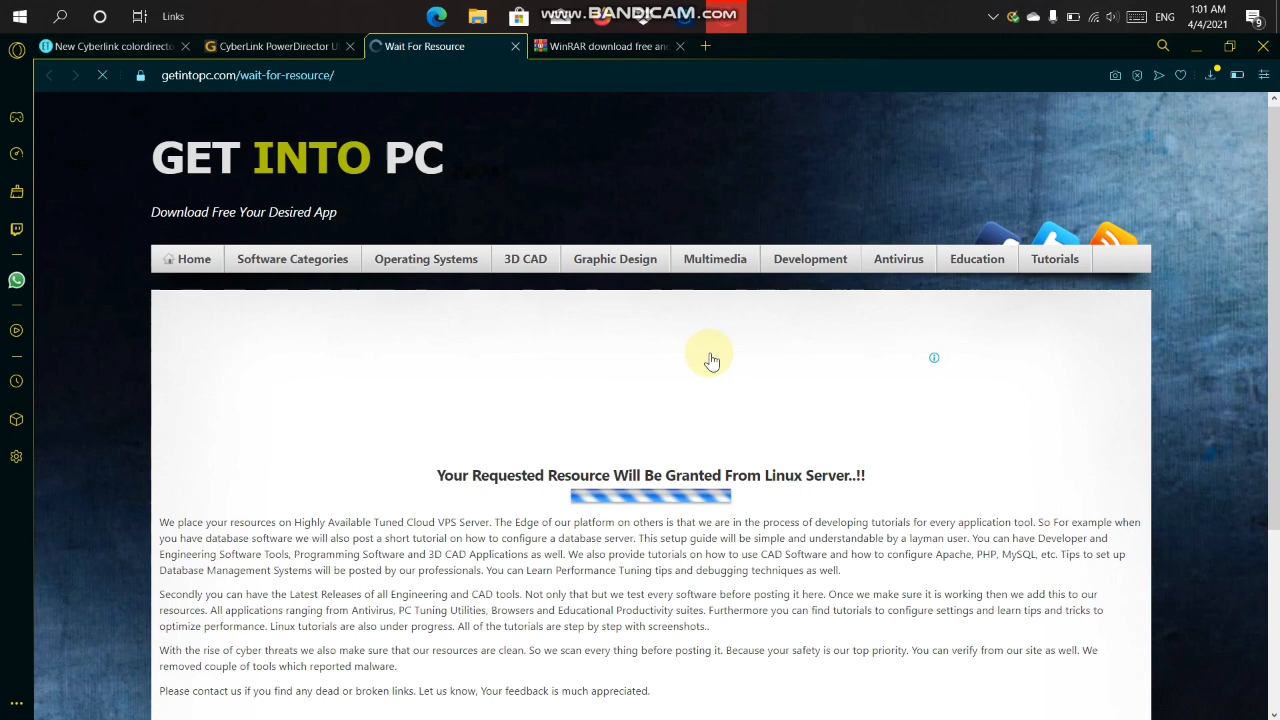 Links
www.BANDICAM.com
ENG
1:01 AM
4/4/2021
9
New Cyberlink colordirecto
CyberLink PowerDirector Ul
Wait For Resource
WinRAR download free and
getintopc.com/wait-for-resource/
GET INTO PC
Download Free Your Desired App
Home
Software Categories
Operating Systems
3D CAD
Graphic Design
Multimedia
Development
Antivirus
Education
Tutorials
Your Requested Resource Will Be Granted From Linux Server..!!
We place your resources on Highly Available Tuned Cloud VPS Server. The Edge of our platform on others is that we are in the process of developing tutorials for every application tool. So For example when
you have database software we will also post a short tutorial on how to configure a database server. This setup guide will be simple and understandable by a layman user. You can have Developer and
Engineering Software Tools, Programming Software and 3D CAD Applications as well. We also provide tutorials on how to use CAD Software and how to configure Apache, PHP, MySQL, etc. Tips to set up
Database Management Systems will be posted by our professionals. You can Learn Performance Tuning tips and debugging techniques as well.
Secondly you can have the Latest Releases of all Engineering and CAD tools. Not only that but we test every software before posting it here. Once we make sure it is working then we add this to our
resources. All applications ranging from Antivirus, PC Tuning Utilities, Browsers and Educational Productivity suites. Furthermore you can find tutorials to configure settings and learn tips and tricks to
optimize performance. Linux tutorials are also under progress. All of the tutorials are step by step with screenshots..
With the rise of cyber threats we also make sure that our resources are clean. So we scan every thing before posting it. Because your safety is our top priority. You can verify from our site as well. We
removed couple of tools which reported malware.
Please contact us if you find any dead or broken links. Let us know, Your feedback is much appreciated.